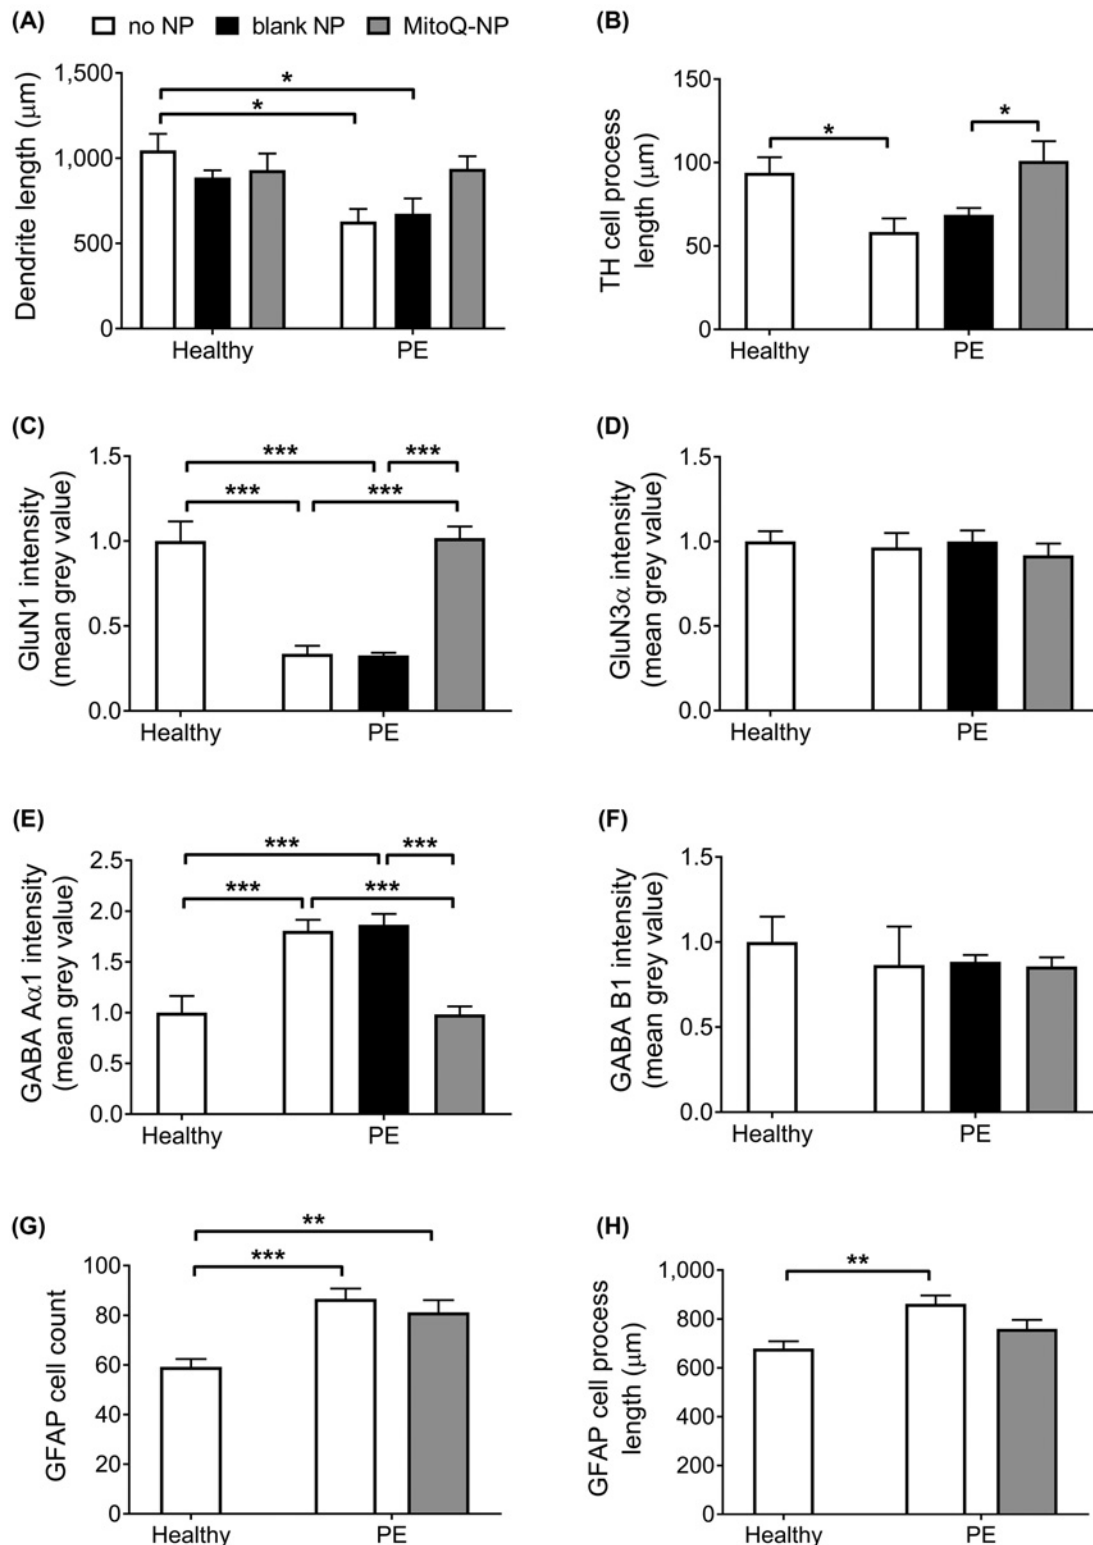 (A) no NP blank NP MitoQ-NP
Dendrite length (μm)
1,500
1,000
500
0
* *
Healthy PE
(B)
TH cell process
length (μm)
150
100
50
0
* *
Healthy PE
(C)
GluN1 intensity
(mean grey value)
1.5
1.0
0.5
0.0
*** ***
*** ***
Healthy PE
(D)
GluN3α intensity
(mean grey value)
1.5
1.0
0.5
0.0
Healthy PE
(E)
GABA Aα1 intensity
(mean grey value)
2.5
2.0
1.5
1.0
0.5
0.0
*** ***
*** ***
Healthy PE
(F)
GABA B1 intensity
(mean grey value)
1.5
1.0
0.5
0.0
Healthy PE
(G)
GFAP cell count
100
80
60
40
20
0
**
***
Healthy PE
(H)
GFAP cell process
length (μm)
1,000
800
600
400
200
0
**
Healthy PE